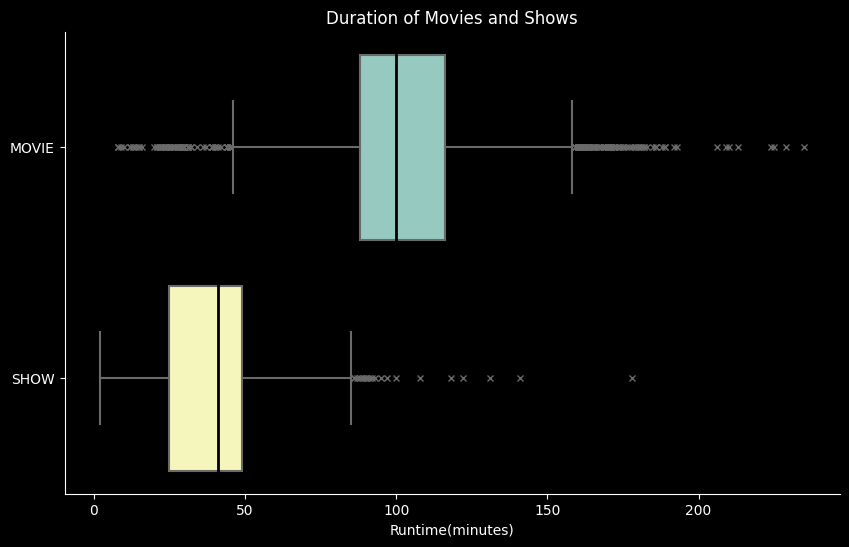 Duration of Movies and Shows
MOVIE
SHOW
0 50 100 150 200
Runtime(minutes)